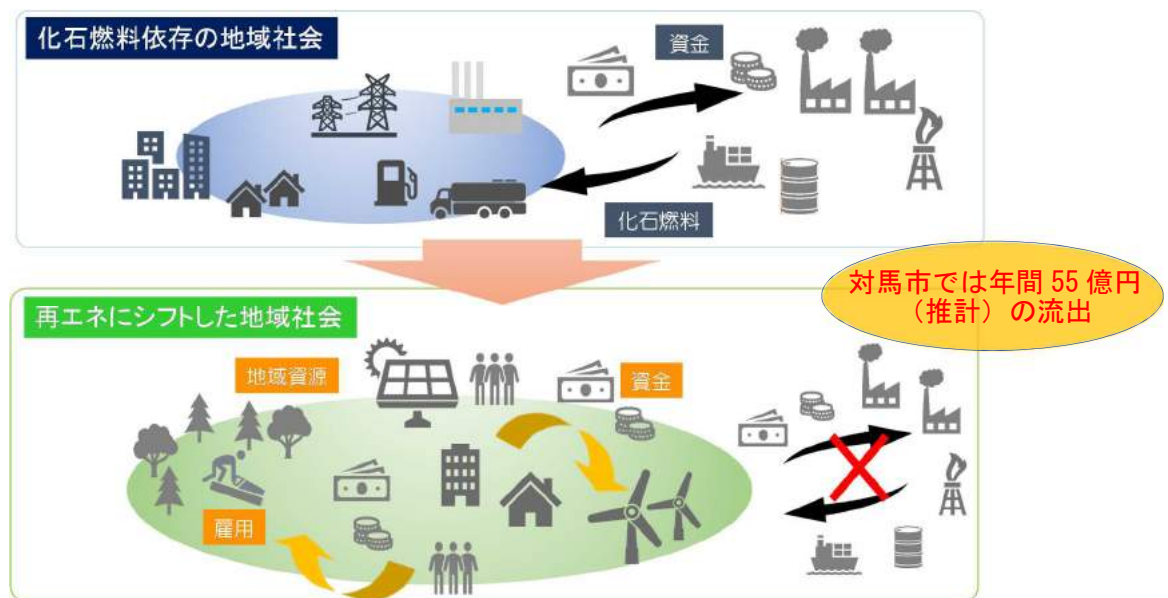 化石燃料依存の地域社会
資金
化石燃料
対馬市では年間 55 億円
（推計）の流出
再エネにシフトした地域社会
地域資源
資金
雇用